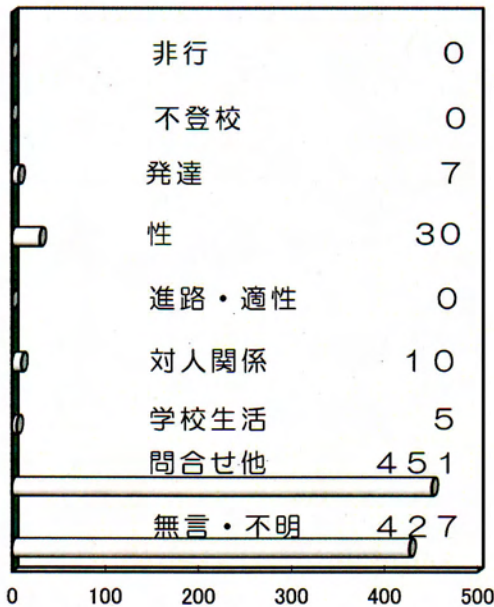 非行 0
不登校 0
発達 7
性 30
進路・適性 0
対人関係 10
学校生活 5
問合せ他 451
無言・不明 427
0 100 200 300 400 500